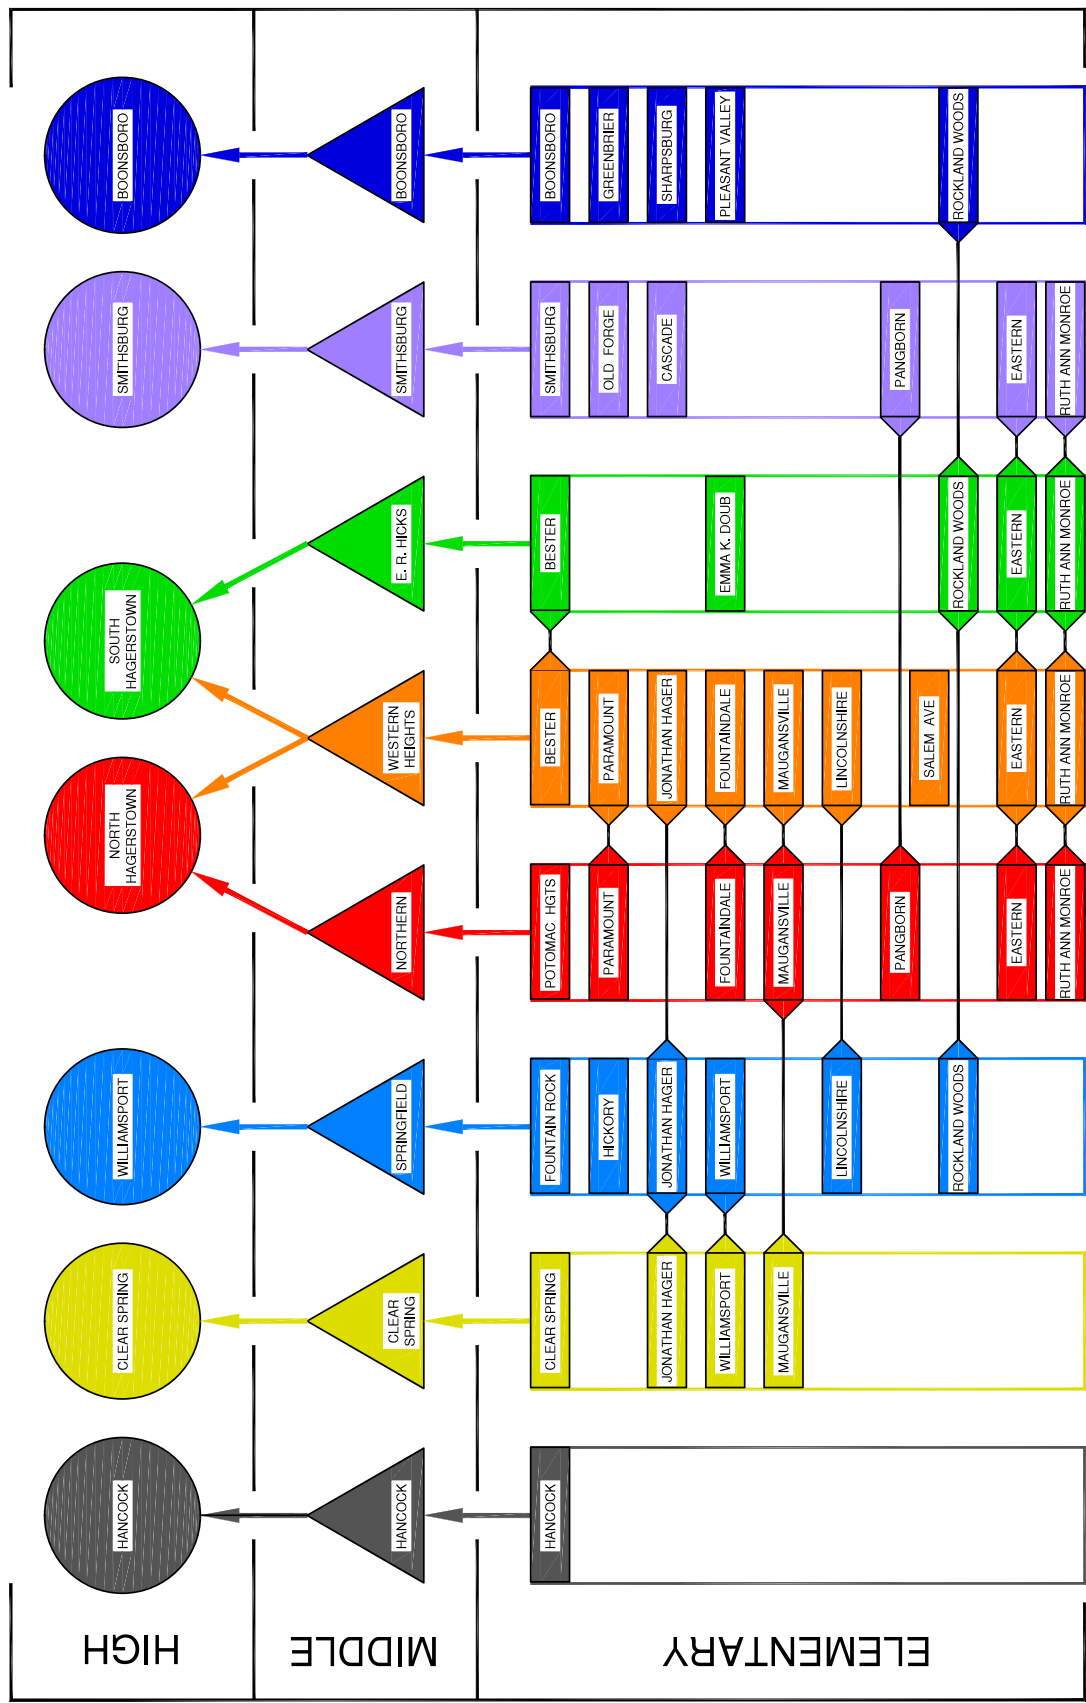 HIGH
HANCOCK
CLEAR SPRING
WILLIAMSPORT
NORTH
HAGERSTOWN
SOUTH
HAGERSTOWN
SMITHSBURG
BOONSBORO
MIDDLE
HANCOCK
CLEAR
SPRING
SPRINGFIELD
NORTHERN
WESTERN
HEIGHTS
E. R. HICKS
SMITHSBURG
BOONSBORO
ELEMENTARY
HANCOCK
CLEAR SPRING
JONATHAN HAGER
WILLIAMSPORT
MAUGANSVILLE
FOUNTAIN ROCK
HICKORY
JONATHAN HAGER
WILLIAMSPORT
LINCOLNSHIRE
ROCKLAND WOODS
POTOMAC HGTS
PARAMOUNT
FOUNTAINDALE
MAUGANSVILLE
PANGBORN
EASTERN
RUTH ANN MONROE
BESTER
PARAMOUNT
JONATHAN HAGER
FOUNTAINDALE
MAUGANSVILLE
LINCOLNSHIRE
SALEM AVE
EASTERN
RUTH ANN MONROE
BESTER
EMMA K. DOUB
ROCKLAND WOODS
EASTERN
RUTH ANN MONROE
SMITHSBURG
OLD FORGE
CASCADE
PANGBORN
EASTERN
RUTH ANN MONROE
BOONSBORO
GREENBRIER
SHARPSBURG
PLEASANT VALLEY
ROCKLAND WOODS